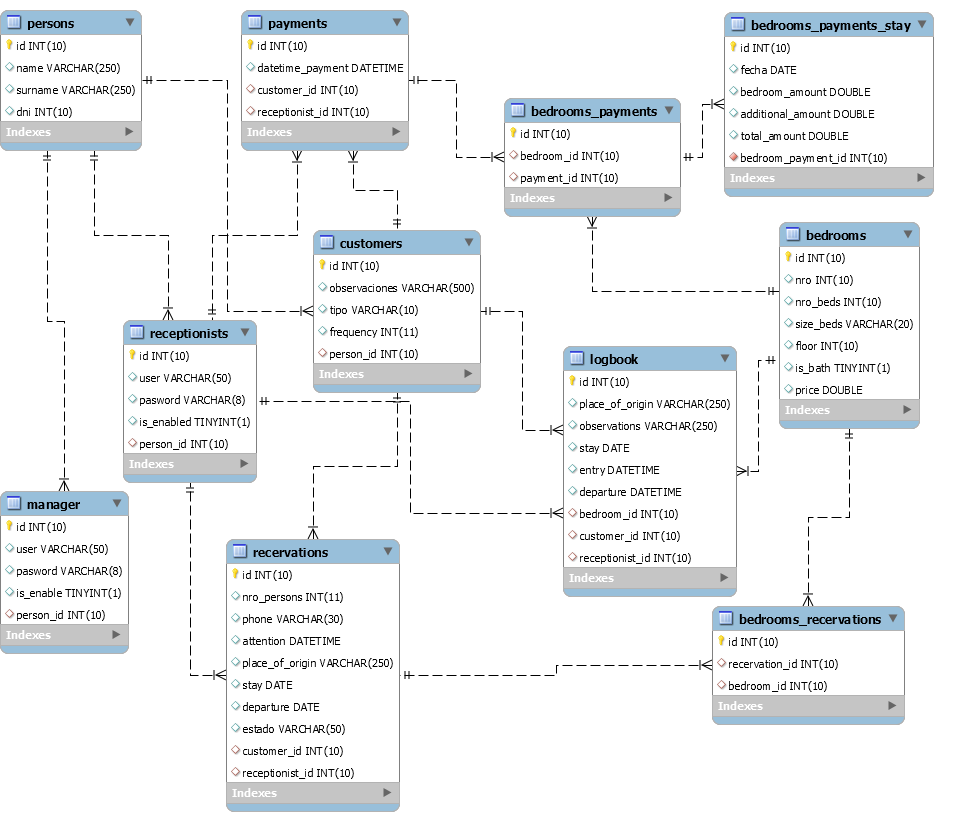 persons
id INT(10)
name VARCHAR(250)
surname VARCHAR(250)
dni INT(10)
Indexes
payments
id INT(10)
datetime_payment DATETIME
customer_id INT(10)
receptionist_id INT(10)
Indexes
bedrooms_payments
id INT(10)
bedroom_id INT(10)
payment_id INT(10)
Indexes
bedrooms_payments_stay
id INT(10)
fecha DATE
bedroom_amount DOUBLE
additional_amount DOUBLE
total_amount DOUBLE
bedroom_payment_id INT(10)
Indexes
customers
id INT(10)
observaciones VARCHAR(500)
tipo VARCHAR(10)
frequency INT(11)
person_id INT(10)
Indexes
bedrooms
id INT(10)
nro INT(10)
nro_beds INT(10)
size_beds VARCHAR(20)
floor INT(10)
is_bath TINYINT(1)
price DOUBLE
Indexes
receptionists
id INT(10)
user VARCHAR(50)
pasword VARCHAR(8)
is_enabled TINYINT(1)
person_id INT(10)
Indexes
logbook
id INT(10)
place_of_origin VARCHAR(250)
observations VARCHAR(250)
stay DATE
entry DATETIME
departure DATETIME
bedroom_id INT(10)
customer_id INT(10)
receptionist_id INT(10)
Indexes
manager
id INT(10)
user VARCHAR(50)
pasword VARCHAR(8)
is_enable TINYINT(1)
person_id INT(10)
Indexes
recervations
id INT(10)
nro_persons INT(11)
phone VARCHAR(30)
attention DATETIME
place_of_origin VARCHAR(250)
stay DATE
departure DATE
estado VARCHAR(50)
customer_id INT(10)
receptionist_id INT(10)
Indexes
bedrooms_recervations
id INT(10)
recervation_id INT(10)
bedroom_id INT(10)
Indexes